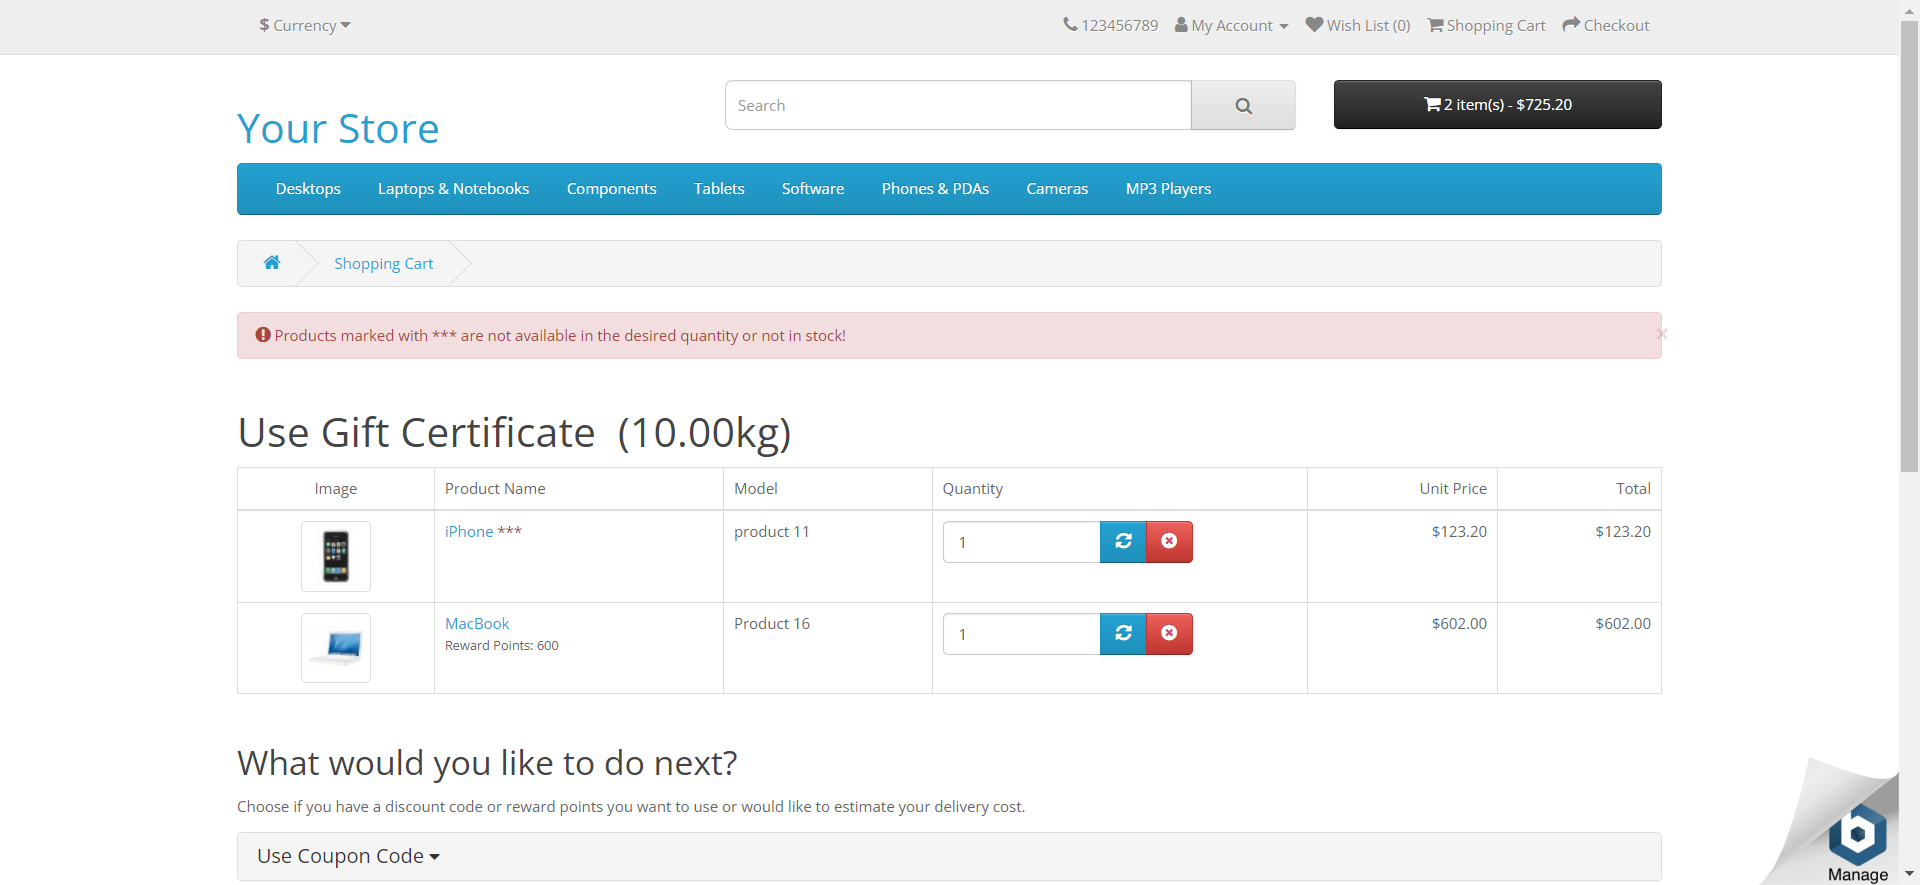 $ Currency
123456789 My Account Wish List (0) Shopping Cart Checkout
Your Store
Search
2 item(s) - $725.20
Desktops Laptops & Notebooks Components Tablets Software Phones & PDAs Cameras MP3 Players
Shopping Cart
Products marked with *** are not available in the desired quantity or not in stock!
×
Use Gift Certificate (10.00kg)
Image Product Name Model Quantity Unit Price Total
iPhone *** product 11 1 $123.20 $123.20
MacBook Product 16 1 $602.00 $602.00
Reward Points: 600
What would you like to do next?
Choose if you have a discount code or reward points you want to use or would like to estimate your delivery cost.
Use Coupon Code
Manage